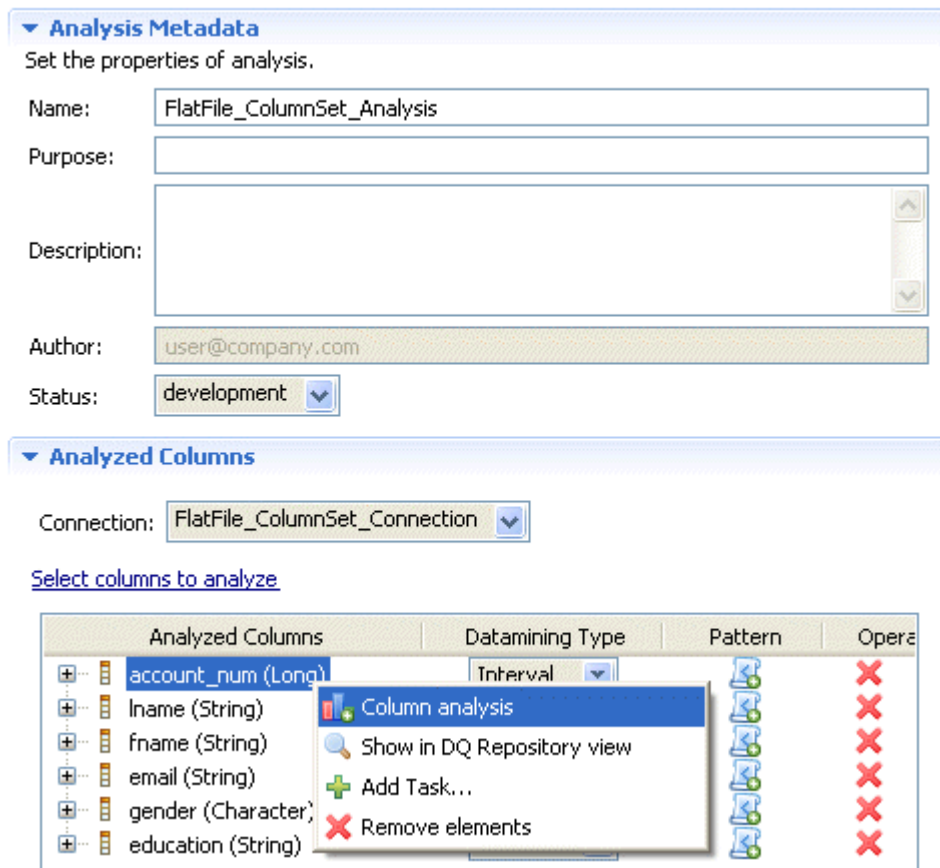 Analysis Metadata
Set the properties of analysis.
Name: FlatFile_ColumnSet_Analysis
Purpose:
Description:
Author: user@company.com
Status: development
Analyzed Columns
Connection: FlatFile_ColumnSet_Connection
Select columns to analyze
Analyzed Columns Datamining Type Pattern Opera
account_num (Long) Interval
lname (String) Column analysis
fname (String) Show in DQ Repository view
email (String) Add Task...
gender (Character) Remove elements
education (String)